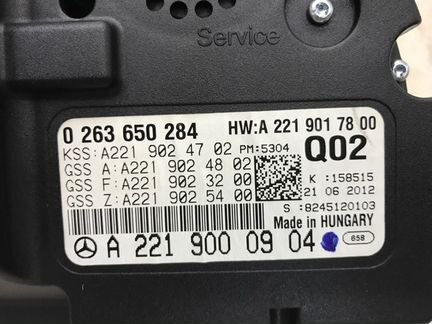 Service
0 263 650 284 HW:A 221 901 78 00
KSS:A221 902 47 02 PM:5304 Q02
GSS A:A221 902 48 02 K :158515
GSS F:A221 902 32 00 21 06 2012
GSS Z:A221 902 54 00 S :8245120103
Made in HUNGARY
A 221 900 09 04 658